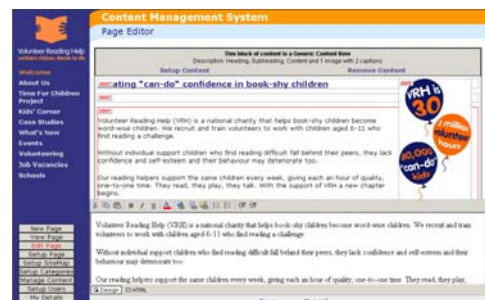 Content Management System
Page Editor
Volunteer Reading Help
This block of content is a Generic Content Item
Description: Heading, Subheading, Content and 1 image with 2 captions
Setup Content
Remove Content
Welcome
About Us
Time For Children
Project
Kids' Corner
Case Studies
What's New
Events
Volunteering
Job Vacancies
Schools
ating "can-do" confidence in book-shy children
Volunteer Reading Help (VRH) is a national charity that helps book-shy children become
word-wise children. We recruit and train volunteers to work with children aged 6-11 who
find reading a challenge.
Without individual support children who find reading difficult fall behind their peers, they lack
confidence and self-esteem and their behaviour may deteriorate too.
Our reading helpers support the same children every week, giving each an hour of quality,
one-to-one time. They read, they play, they talk. With the support of VRH a new chapter
begins.
VRH is
30
1 million
volunteer
hours
80,000
"can-do"
kids
B I U
New Page
View Page
Edit Page
Setup Page
Setup SiteMap
Setup Categories
Manage Content
Setup Users
My Details
Volunteer Reading Help (VRH) is a national charity that helps book-shy children become word-wise children. We recruit and train
volunteers to work with children aged 6-11 who find reading a challenge.
Without individual support children who find reading difficult fall behind their peers, they lack confidence and self-esteem and their
behaviour may deteriorate too.
Our reading helpers support the same children every week, giving each an hour of quality, one-to-one time. They read, they play,
Design
HTML